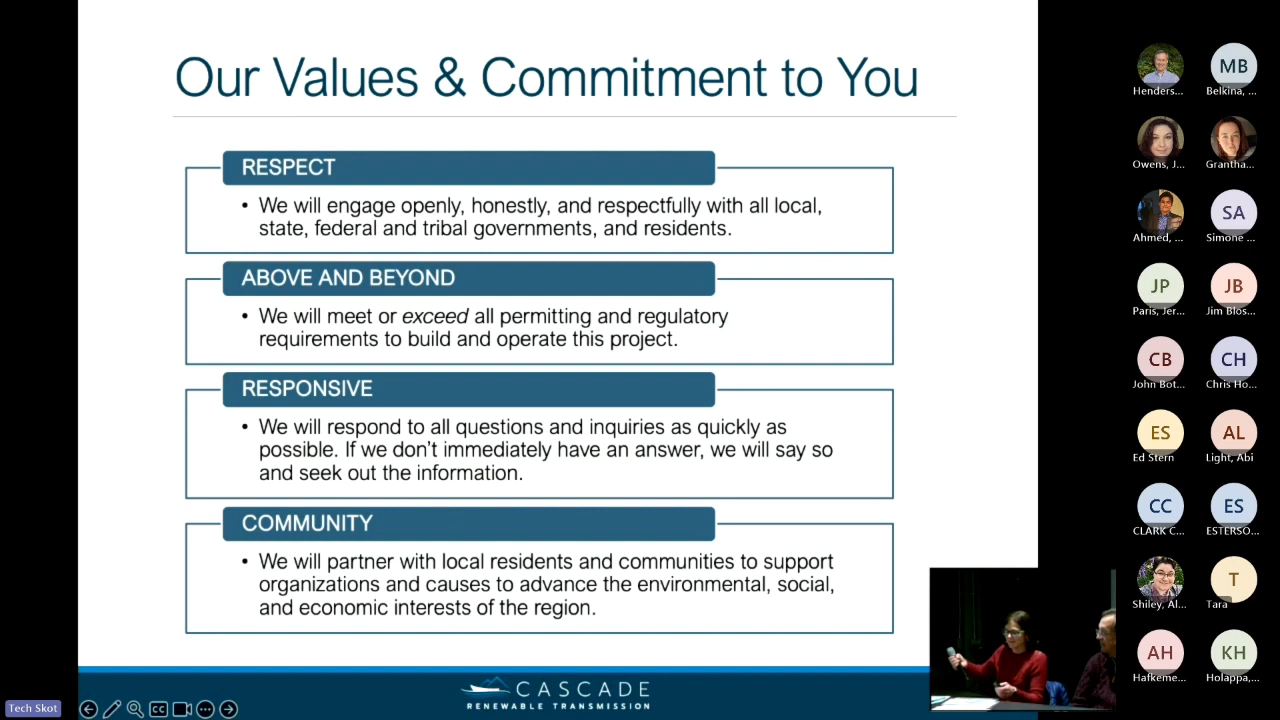 Our Values & Commitment to You
RESPECT
• We will engage openly, honestly, and respectfully with all local,
state, federal and tribal governments, and residents.
ABOVE AND BEYOND
• We will meet or exceed all permitting and regulatory
requirements to build and operate this project.
RESPONSIVE
• We will respond to all questions and inquiries as quickly as
possible. If we don’t immediately have an answer, we will say so
and seek out the information.
COMMUNITY
• We will partner with local residents and communities to support
organizations and causes to advance the environmental, social,
and economic interests of the region.
CASCADE
RENEWABLE TRANSMISSION
Tech Skot
CC
Henders...
MB
Belkina, ...
Owens, J...
Grantha...
Ahmed, ...
SA
Simone ...
JP
Paris, Jer...
JB
Jim Blos...
CB
John Bot...
CH
Chris Ho...
ES
Ed Stern
AL
Light, Abi
CC
CLARK C...
ES
ESTERSO...
Shiley, Al...
T
Tara
AH
Hafkeme...
KH
Holappa,...